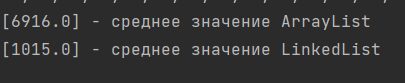 [6916.0] - среднее значение ArrayList
[1015.0] - среднее значение LinkedList